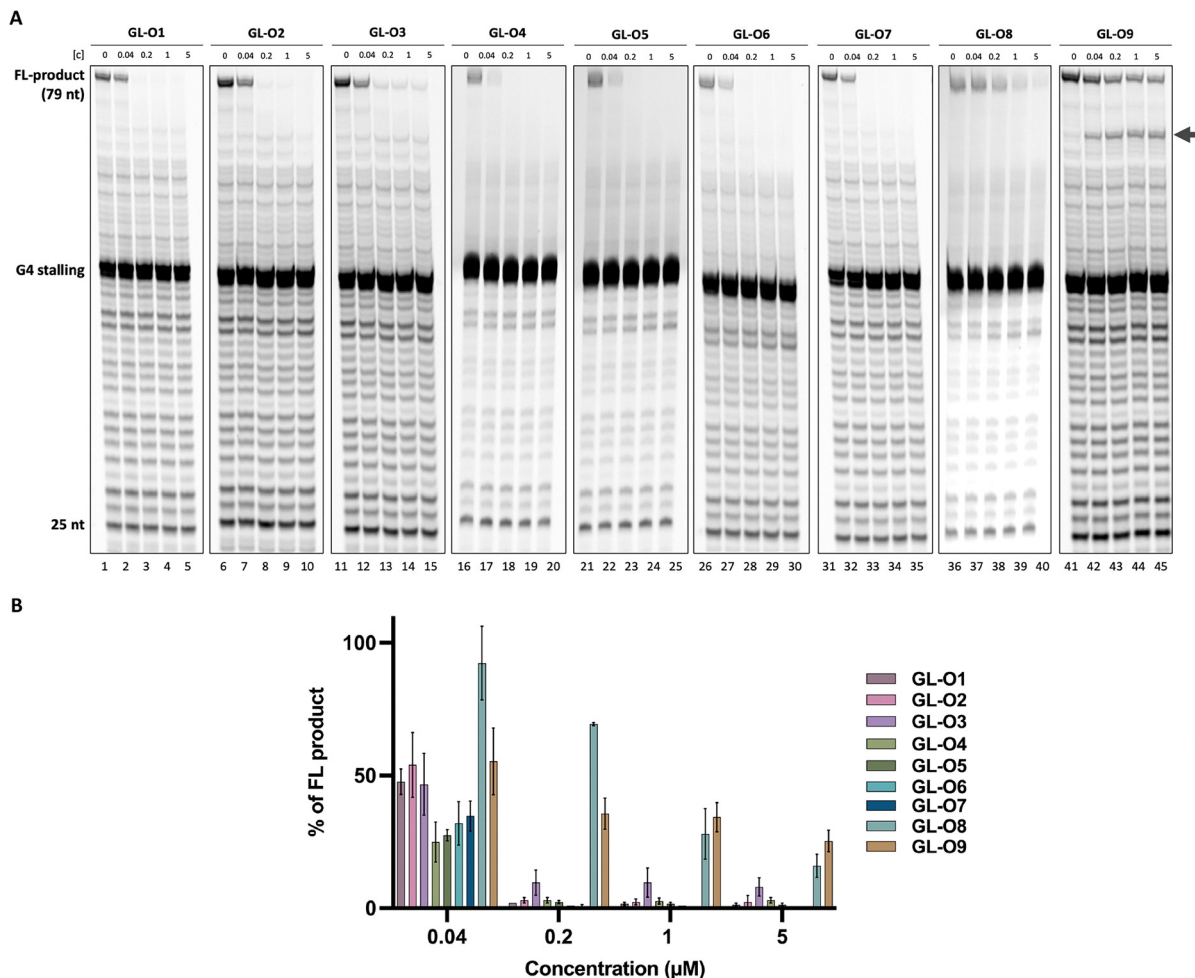 A
GL-O1 GL-O2 GL-O3 GL-O4 GL-O5 GL-O6 GL-O7 GL-O8 GL-O9
[c] 0 0.04 0.2 1 5 0 0.04 0.2 1 5 0 0.04 0.2 1 5 0 0.04 0.2 1 5 0 0.04 0.2 1 5 0 0.04 0.2 1 5 0 0.04 0.2 1 5 0 0.04 0.2 1 5 0 0.04 0.2 1 5
FL-product
(79 nt)
G4 stalling
25 nt
1 2 3 4 5 6 7 8 9 10 11 12 13 14 15 16 17 18 19 20 21 22 23 24 25 26 27 28 29 30 31 32 33 34 35 36 37 38 39 40 41 42 43 44 45
B
% of FL product
100
50
0
0.04 0.2 1 5
Concentration (µM)
GL-O1
GL-O2
GL-O3
GL-O4
GL-O5
GL-O6
GL-O7
GL-O8
GL-O9